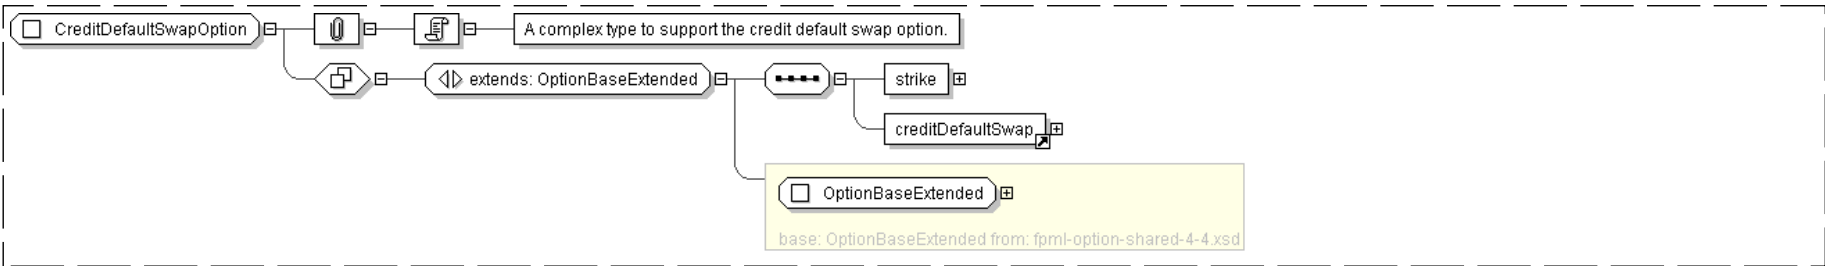 CreditDefaultSwapOption
A complex type to support the credit default swap option.
extends: OptionBaseExtended
strike
creditDefaultSwap
OptionBaseExtended
base: OptionBaseExtended from: fpml-option-shared-4-4.xsd